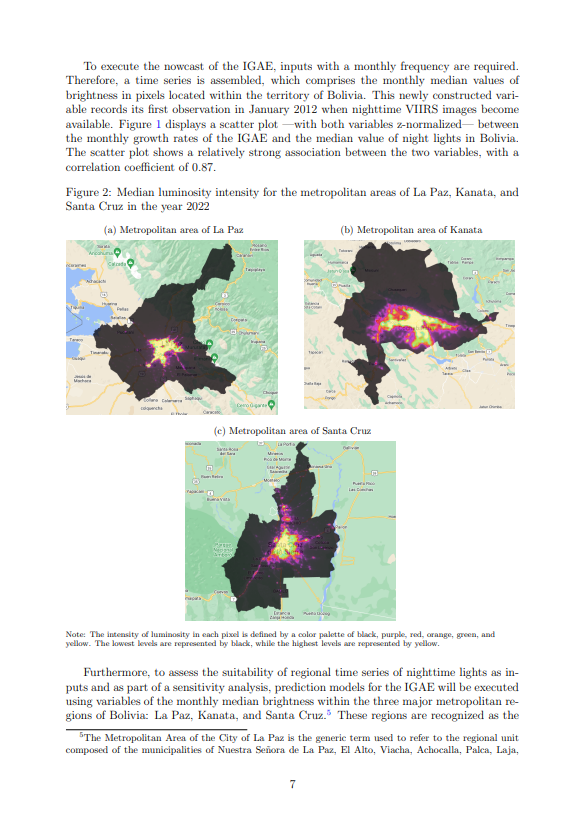 To execute the nowcast of the IGAE, inputs with a monthly frequency are required.
Therefore, a time series is assembled, which comprises the monthly median values of
brightness in pixels located within the territory of Bolivia. This newly constructed vari-
able records its first observation in January 2012 when nighttime VIIRS images become
available. Figure 1 displays a scatter plot —with both variables z-normalized— between
the monthly growth rates of the IGAE and the median value of night lights in Bolivia.
The scatter plot shows a relatively strong association between the two variables, with a
correlation coefficient of 0.87.
Figure 2: Median luminosity intensity for the metropolitan areas of La Paz, Kanata, and
Santa Cruz in the year 2022
(a) Metropolitan area of La Paz
(b) Metropolitan area of Kanata
(c) Metropolitan area of Santa Cruz
Note: The intensity of luminosity in each pixel is defined by a color palette of black, purple, red, orange, green, and
yellow. The lowest levels are represented by black, while the highest levels are represented by yellow.
Furthermore, to assess the suitability of regional time series of nighttime lights as in-
puts and as part of a sensitivity analysis, prediction models for the IGAE will be executed
using variables of the monthly median brightness within the three major metropolitan re-
gions of Bolivia: La Paz, Kanata, and Santa Cruz.5 These regions are recognized as the
5The Metropolitan Area of the City of La Paz is the generic term used to refer to the regional unit
composed of the municipalities of Nuestra Señora de La Paz, El Alto, Viacha, Achocalla, Palca, Laja,
7